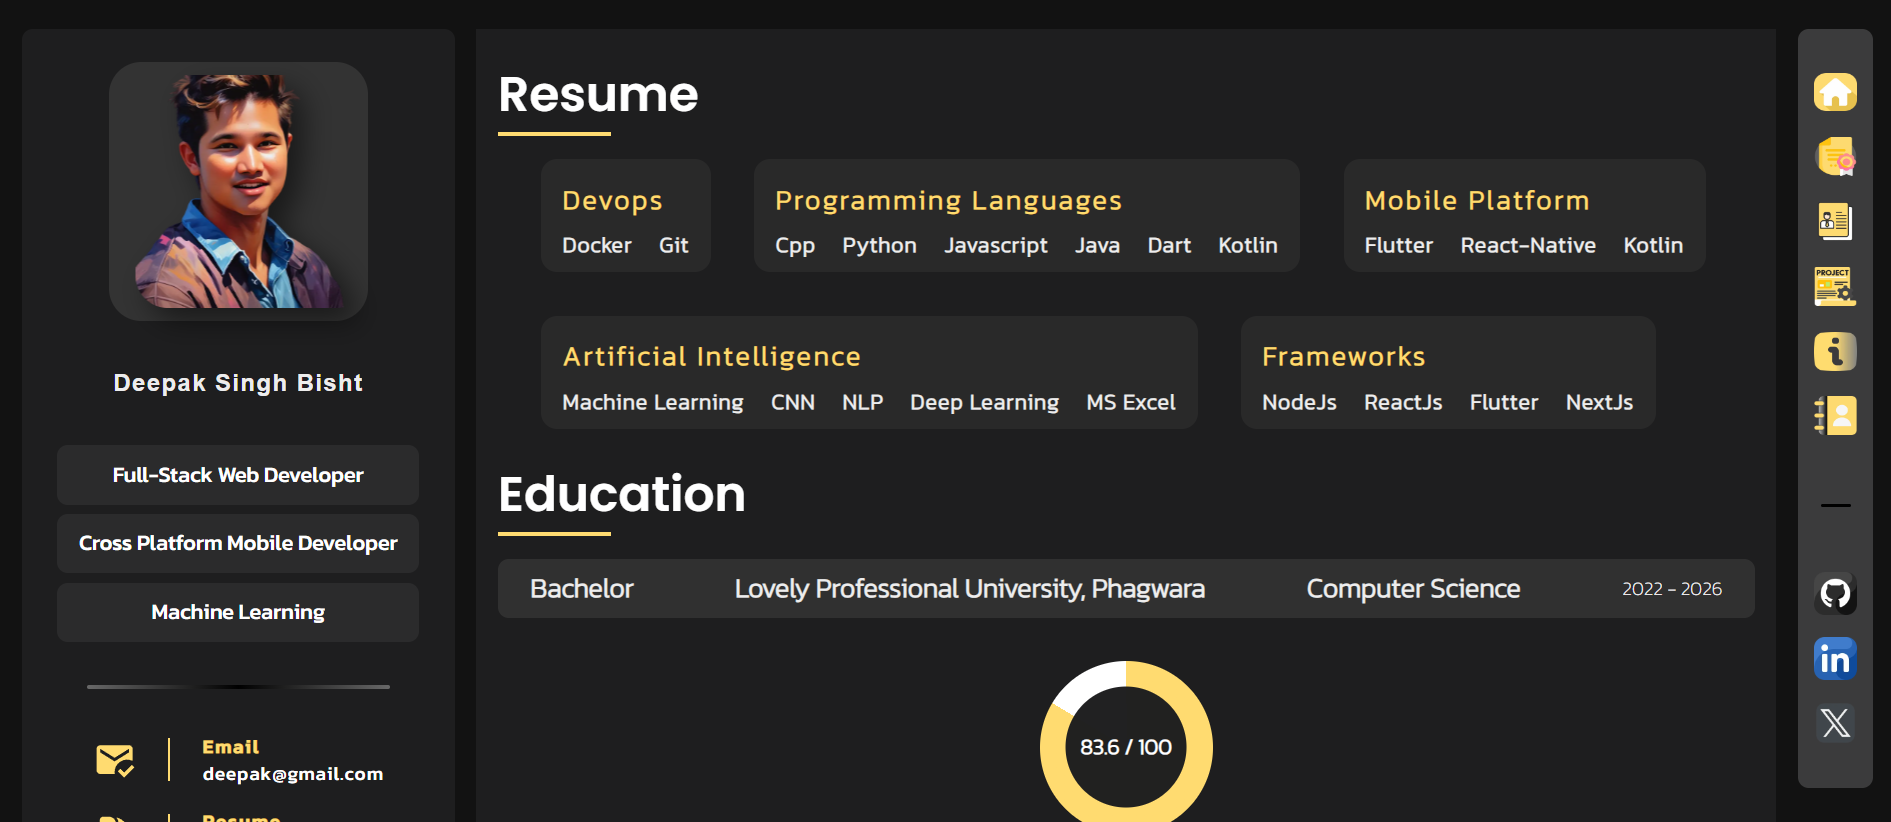 Deepak Singh Bisht
Full-Stack Web Developer
Cross Platform Mobile Developer
Machine Learning
Email
deepak@gmail.com
Resume
Resume
Devops
Docker Git
Programming Languages
Cpp Python Javascript Java Dart Kotlin
Mobile Platform
Flutter React-Native Kotlin
Artificial Intelligence
Machine Learning CNN NLP Deep Learning MS Excel
Frameworks
NodeJs ReactJs Flutter NextJs
Education
Bachelor Lovely Professional University, Phagwara Computer Science 2022 - 2026
83.6 / 100
PROJECT
i
in
X